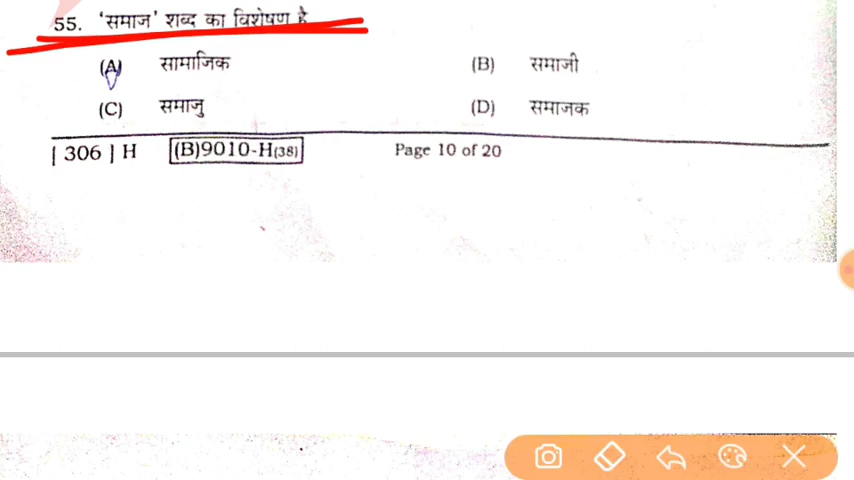 55. 'समाज' शब्द का विशेषण है
(A) सामाजिक (B) समाजी
(C) समाजु (D) समाजक
[ 306 ] H (B)9010-H(38) Page 10 of 20